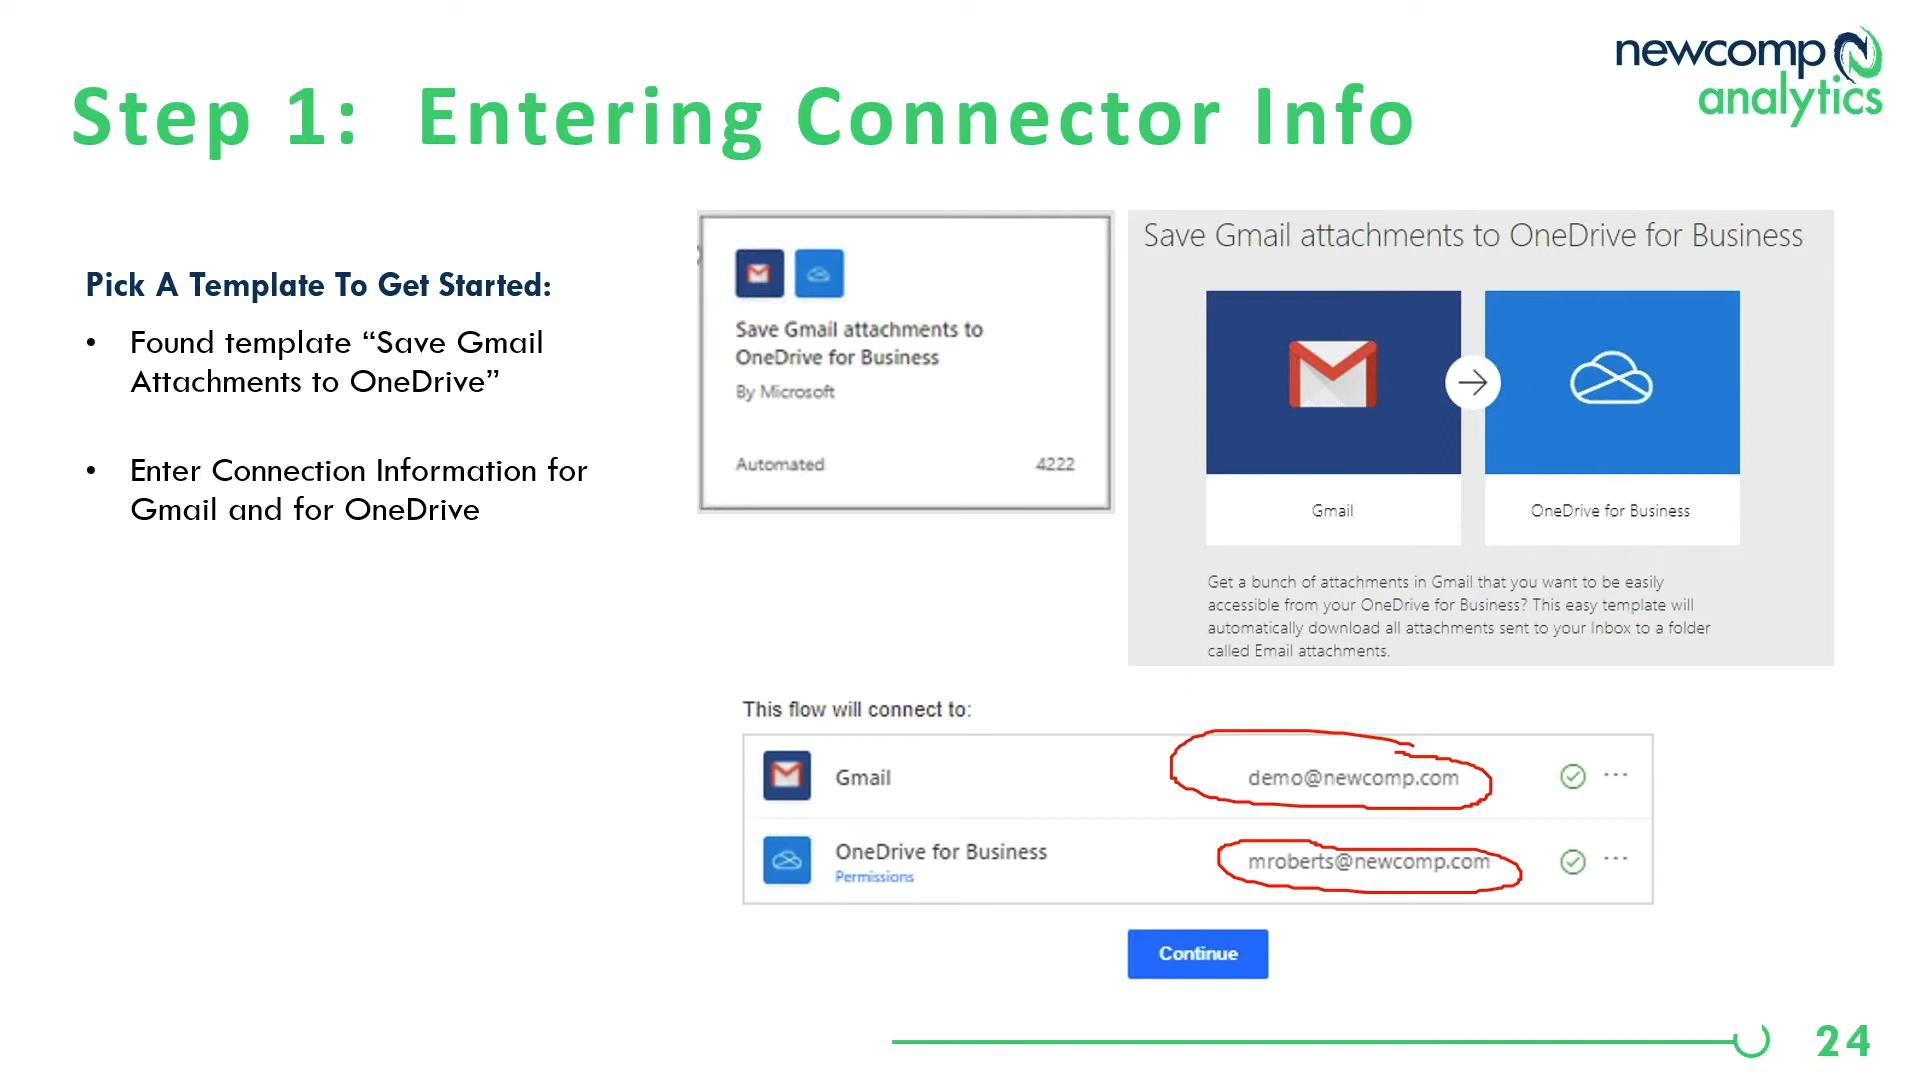 newcomp
analytics
Step 1: Entering Connector Info
Pick A Template To Get Started:
• Found template “Save Gmail
Attachments to OneDrive”
• Enter Connection Information for
Gmail and for OneDrive
Save Gmail attachments to
OneDrive for Business
By Microsoft
Automated 4222
Save Gmail attachments to OneDrive for Business
Gmail
OneDrive for Business
Get a bunch of attachments in Gmail that you want to be easily
accessible from your OneDrive for Business? This easy template will
automatically download all attachments sent to your Inbox to a folder
called Email attachments.
This flow will connect to:
Gmail demo@newcomp.com
OneDrive for Business mroberts@newcomp.com
Permissions
Continue
24